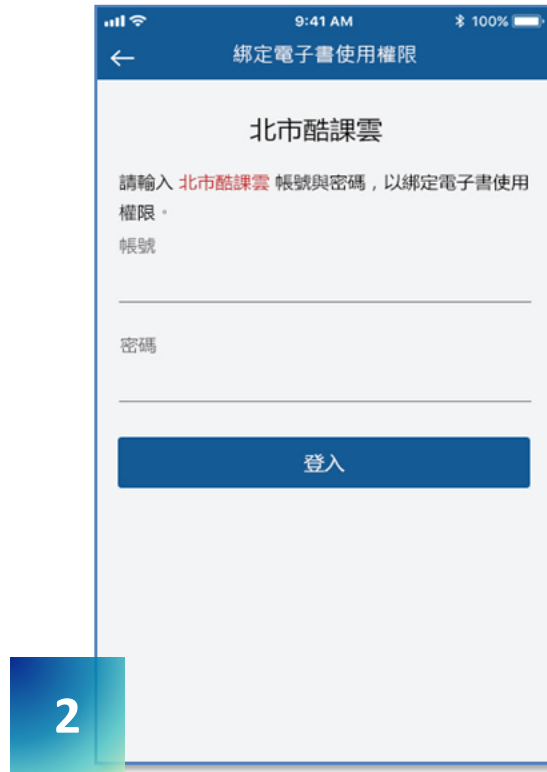 9:41 AM
100%
綁定電子書使用權限
北市酷課雲
請輸入 北市酷課雲 帳號與密碼，以綁定電子書使用
權限。
帳號
密碼
登入
2